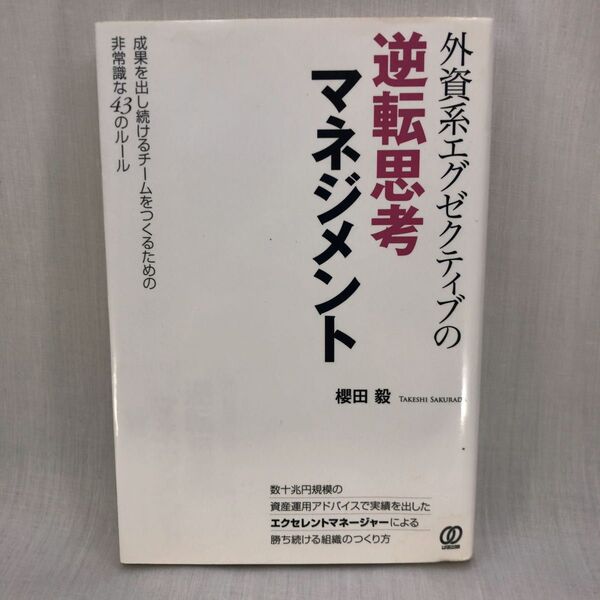 外資系エグゼクティブの
逆転思考
マネジメント
成果を出し続けるチームをつくるための
非常識な43のルール
櫻田 毅 TAKESHI SAKURADA
数十兆円規模の
資産運用アドバイスで実績を出した
エクセレントマネージャーによる
勝ち続ける組織のつくり方
ぱる出版